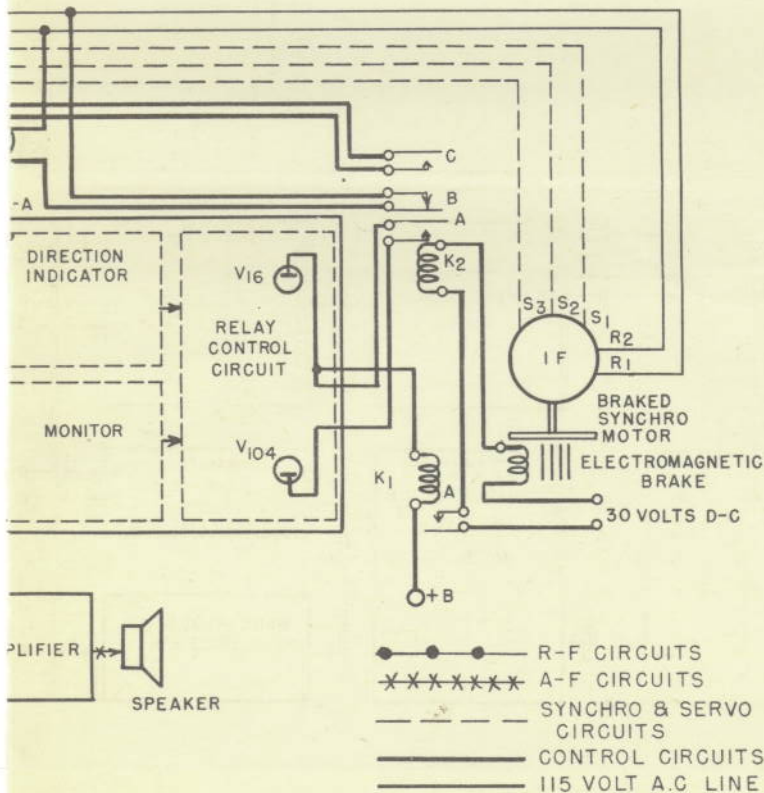 C
B
A
-A
DIRECTION
INDICATOR
V16
RELAY
CONTROL
CIRCUIT
MONITOR
V104
K2
S3 S2 S1
R2
R1
1 F
BRAKED
SYNCHRO
MOTOR
ELECTROMAGNETIC
BRAKE
K1
A
30 VOLTS D-C
+B
PLIFIER
SPEAKER
R-F CIRCUITS
A-F CIRCUITS
SYNCHRO & SERVO
CIRCUITS
CONTROL CIRCUITS
115 VOLT A.C LINE